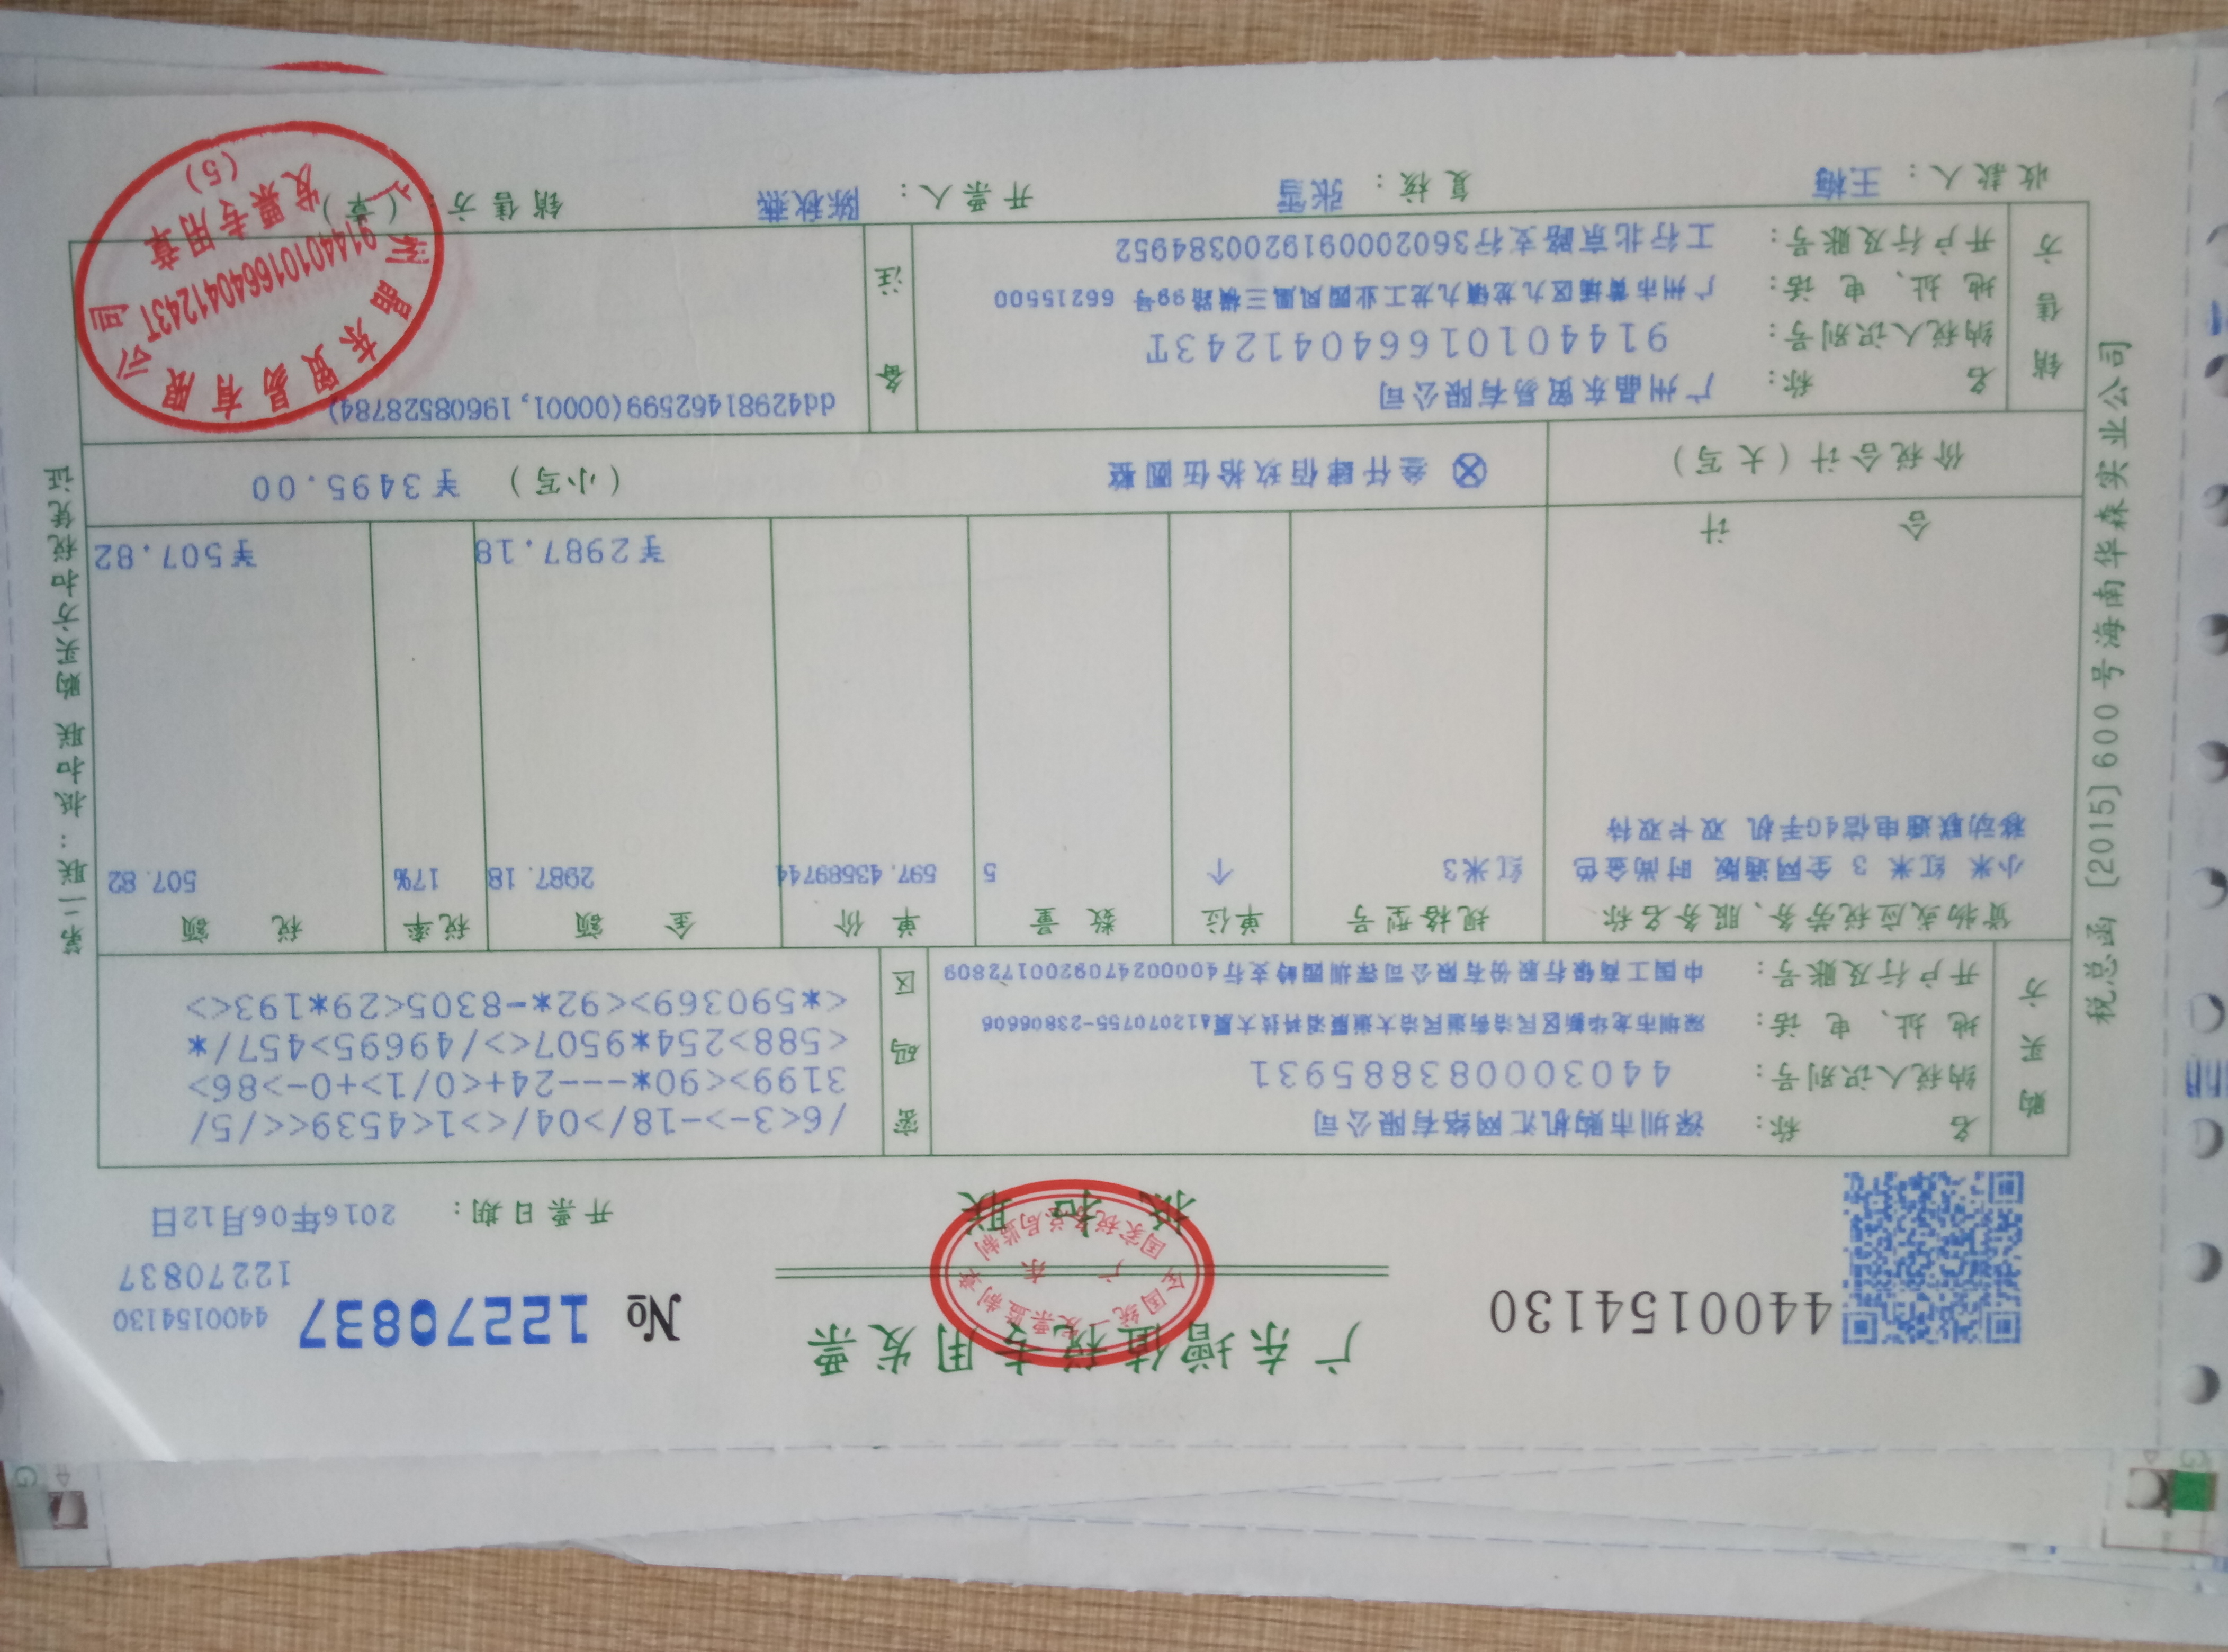 广东增值税专用发票
4400154130
№ 12270837
4400154130
12270837
全国统一发票监制章
广东
国家税务总局监制
抵扣联
开票日期: 2016年06月12日
购买方
名称: 深圳市购机汇网络有限公司
纳税人识别号: 440300083885931
地址、电话: 深圳市龙华新区民治街道民治大道展滔科技大厦A12070755-23806606
开户行及账号: 中国工商银行股份有限公司深圳园岭支行4000024709200172809
密码区
/6<3->-18/>04/<>1<4539<</5/
3199><90*---24+<0/1>+0->86>
<588>254*9507<>/49695>457/*
<*590369><92*-8305<29*193<>
货物或应税劳务、服务名称 规格型号 单位 数量 单价 金额 税率 税额
小米 红米 3 全网通版 时尚金色 红米3 个 5 597.43589744 2987.18 17% 507.82
移动联通电信4G手机 双卡双待
合计 ¥2987.18 ¥507.82
价税合计(大写) ⊗ 叁仟肆佰玖拾伍圆整 (小写) ¥3495.00
销售方
名称: 广州晶东贸易有限公司
纳税人识别号: 91440101664041243T
地址、电话: 广州市黄埔区九龙镇九龙工业园凤凰三横路99号 66215500
开户行及账号: 工行北京路支行3602000919200384952
备注
dd42981462599(00001,19608528784)
收款人: 王梅 复核: 张雪 开票人: 陈秋燕 销售方:(章)
广州晶东贸易有限公司
91440101664041243T
发票专用章
(5)
税总函[2015]600号海南华森实业公司
第二联:抵扣联 购买方扣税凭证